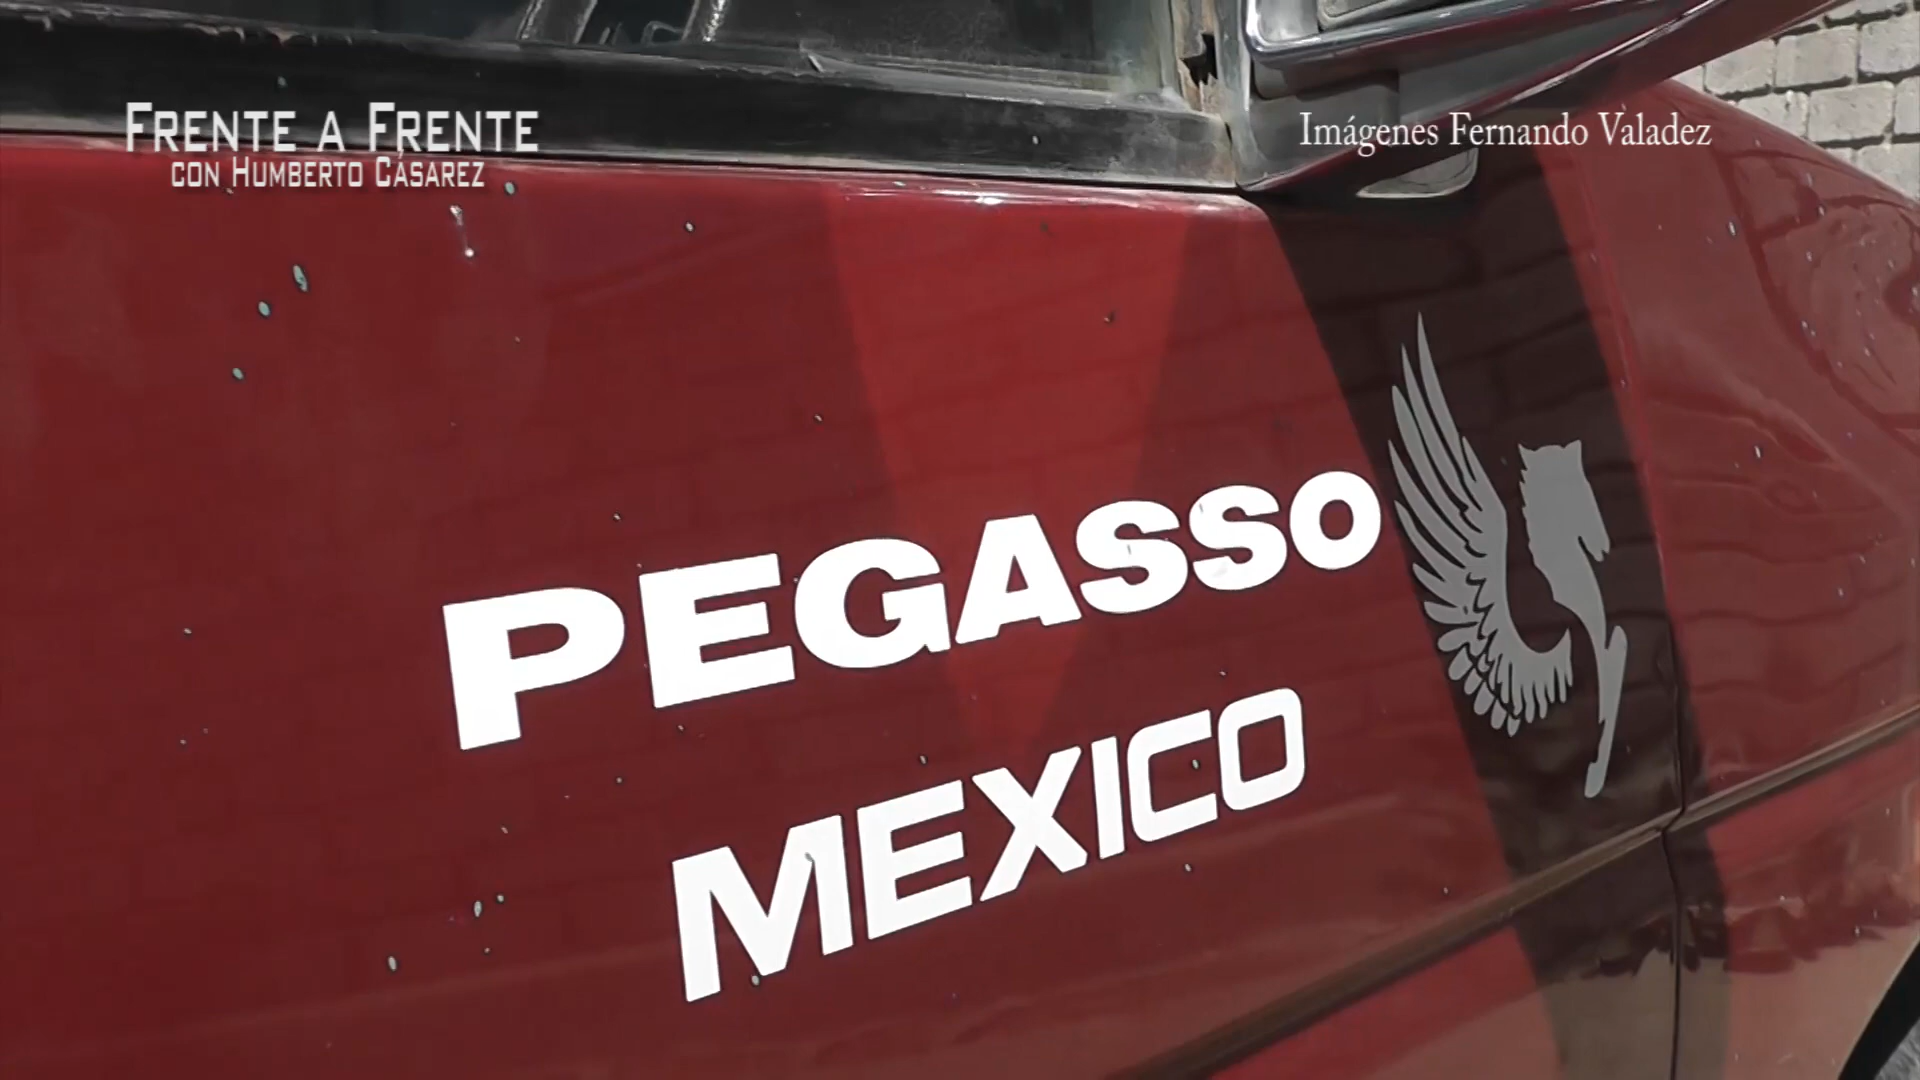 FRENTE A FRENTE
CON HUMBERTO CÁSAREZ
Imágenes Fernando Valadez
PEGASSO
MEXICO